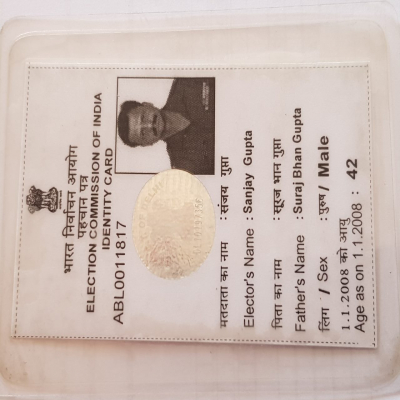 भारत निर्वाचन आयोग
पहचान पत्र
ELECTION COMMISSION OF INDIA
IDENTITY CARD
ABL0011817
मतदाता का नाम : संजय गुप्ता
Elector's Name : Sanjay Gupta
पिता का नाम : सूरज भान गुप्ता
Father's Name : Suraj Bhan Gupta
लिंग / Sex : पुरुष / Male
1.1.2008 को आयु
Age as on 1.1.2008 : 42